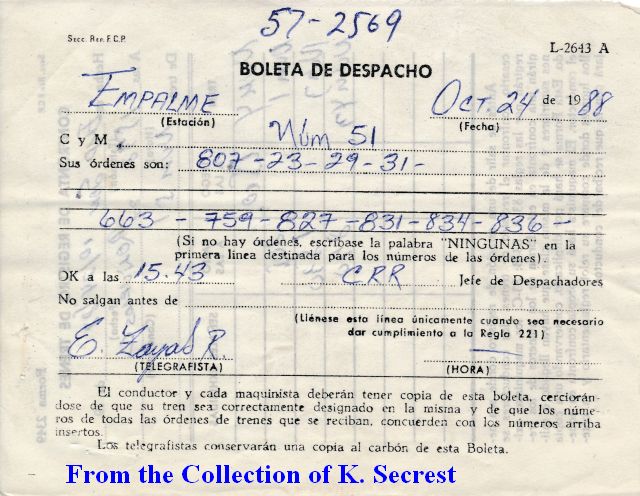 57-2569
Secc. Rep. F.C.P.
L-2643 A
BOLETA DE DESPACHO
EMPALME OCT. 24 de 1988
(Estación) (Fecha)
C y M Núm 51
Sus órdenes son: 807-23-29-31-
663 - 759-827-831-834-836-
(Si no hay órdenes, escríbase la palabra "NINGUNAS" en la
primera línea destinada para los números de las órdenes).
OK a las 15.43 CRR Jefe de Despachadores
No salgan antes de
(Llénese esta línea únicamente cuando sea necesario
dar cumplimiento a la Regla 221)
E. Zayas R.
(TELEGRAFISTA) (HORA)
El conductor y cada maquinista deberán tener copia de esta boleta, cerciorán-
dose de que su tren sea correctamente designado en la misma y de que los núme-
ros de todas las órdenes de trenes que se reciban, concuerden con los números arriba
insertos.
Los telegrafistas conservarán una copia al carbón de esta Boleta.
From the Collection of K. Secrest